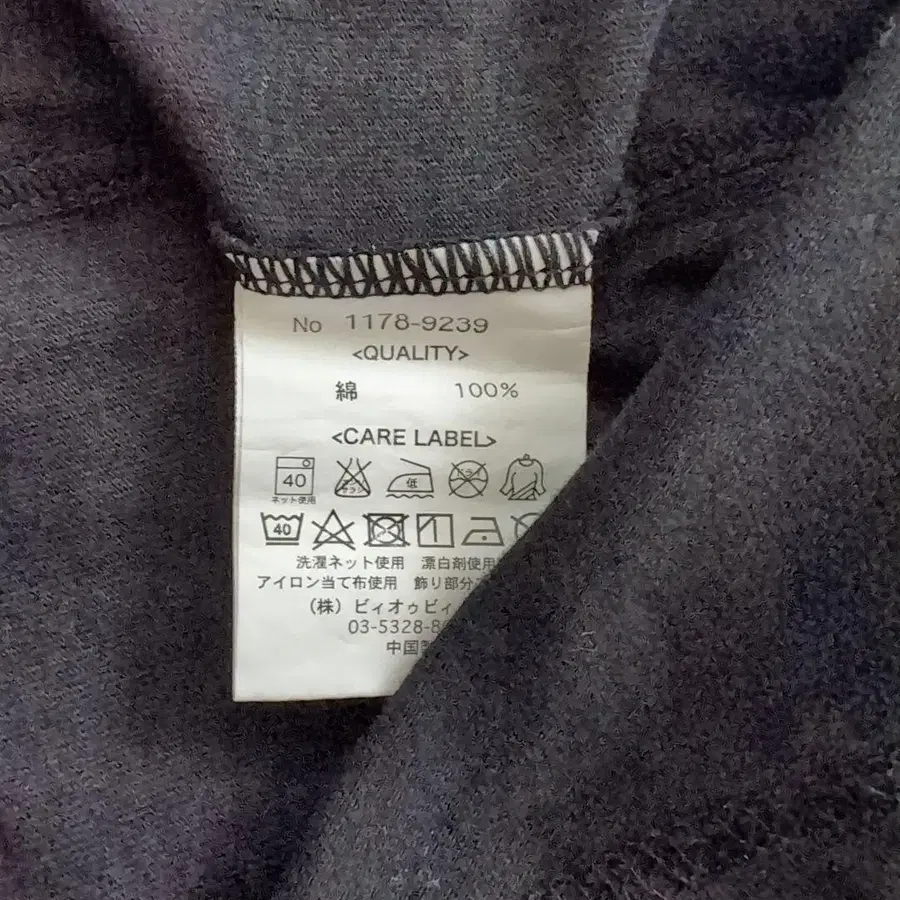 No 1178-9239
<QUALITY>
綿 100%
<CARE LABEL>
40 低
ネット使用
40
洗濯ネット使用 漂白剤使用
アイロン当て布使用 飾り部分
(株) ビィオゥビィ
03-5328-8
中国